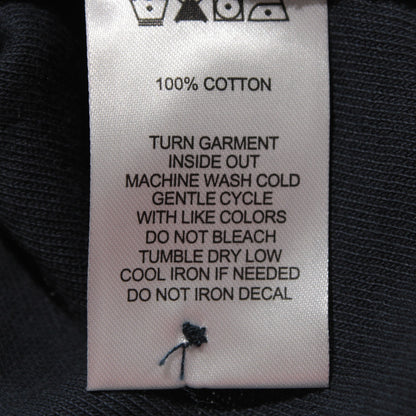 100% COTTON
TURN GARMENT
INSIDE OUT
MACHINE WASH COLD
GENTLE CYCLE
WITH LIKE COLORS
DO NOT BLEACH
TUMBLE DRY LOW
COOL IRON IF NEEDED
DO NOT IRON DECAL